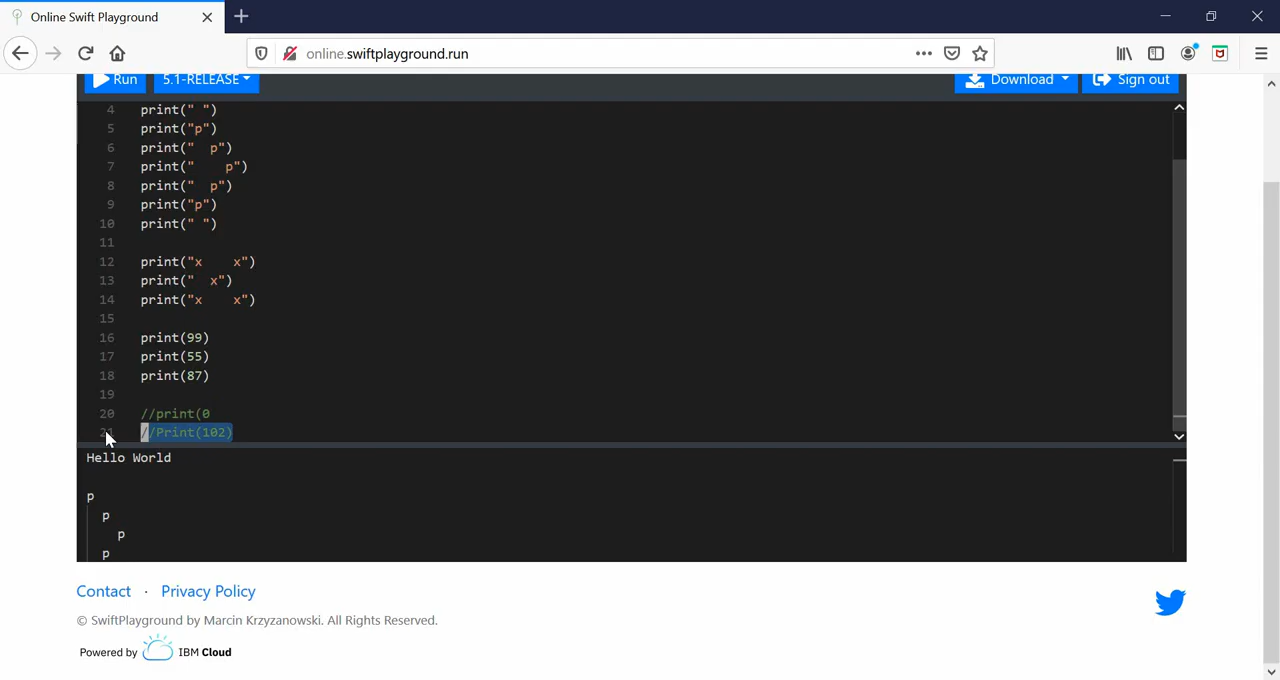 Online Swift Playground
online.swiftplayground.run
Run 5.1-RELEASE Download Sign out
4 print(" ")
5 print("p")
6 print("  p")
7 print("    p")
8 print("  p")
9 print("p")
10 print(" ")
11
12 print("x    x")
13 print("  x")
14 print("x    x")
15
16 print(99)
17 print(55)
18 print(87)
19
20 //print(0
21 //Print(102)
Hello World
p
p
p
p
Contact · Privacy Policy
© SwiftPlayground by Marcin Krzyzanowski. All Rights Reserved.
Powered by IBM Cloud